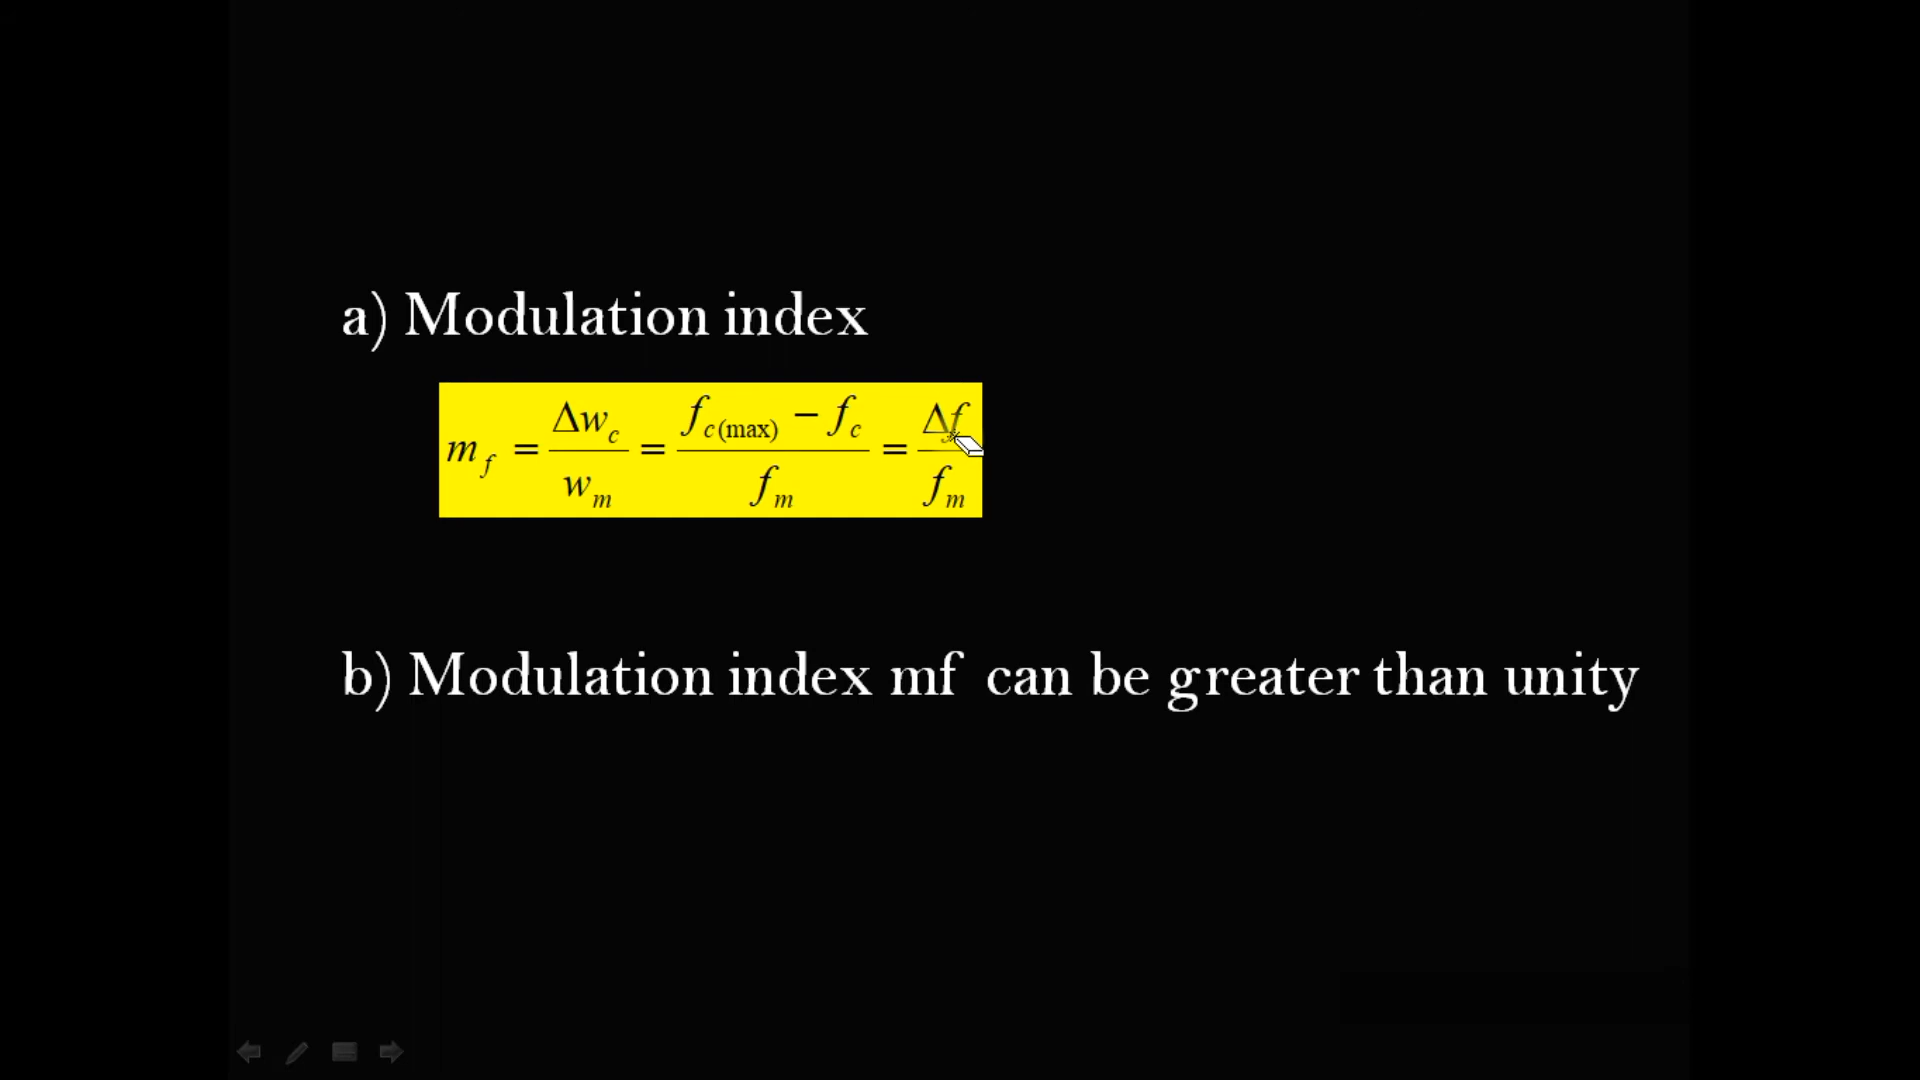 a) Modulation index
m_f = Δw_c / w_m = f_c(max) − f_c / f_m = Δf / f_m
b) Modulation index mf can be greater than unity